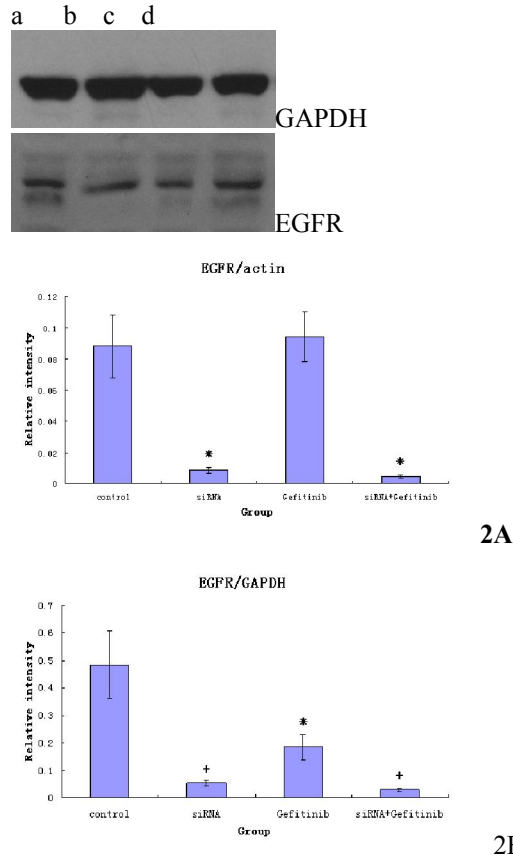 a b c d
GAPDH
EGFR
EGFR/actin
Relative intensity
0.12
0.1
0.08
0.06
0.04
0.02
0
*
*
control siRNA Gefitinib siRNA+Gefitinib
Group
2A
EGFR/GAPDH
Relative intensity
0.7
0.6
0.5
0.4
0.3
0.2
0.1
0
+
*
+
control siRNA Gefitinib siRNA+Gefitinib
Group